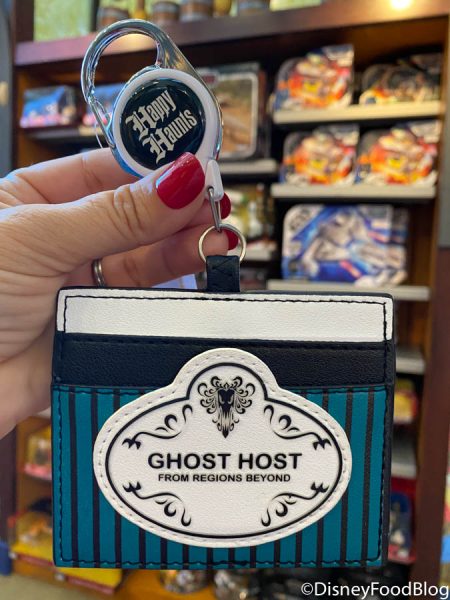 Happy
Haunts
GHOST HOST
FROM REGIONS BEYOND
©DisneyFoodBlog